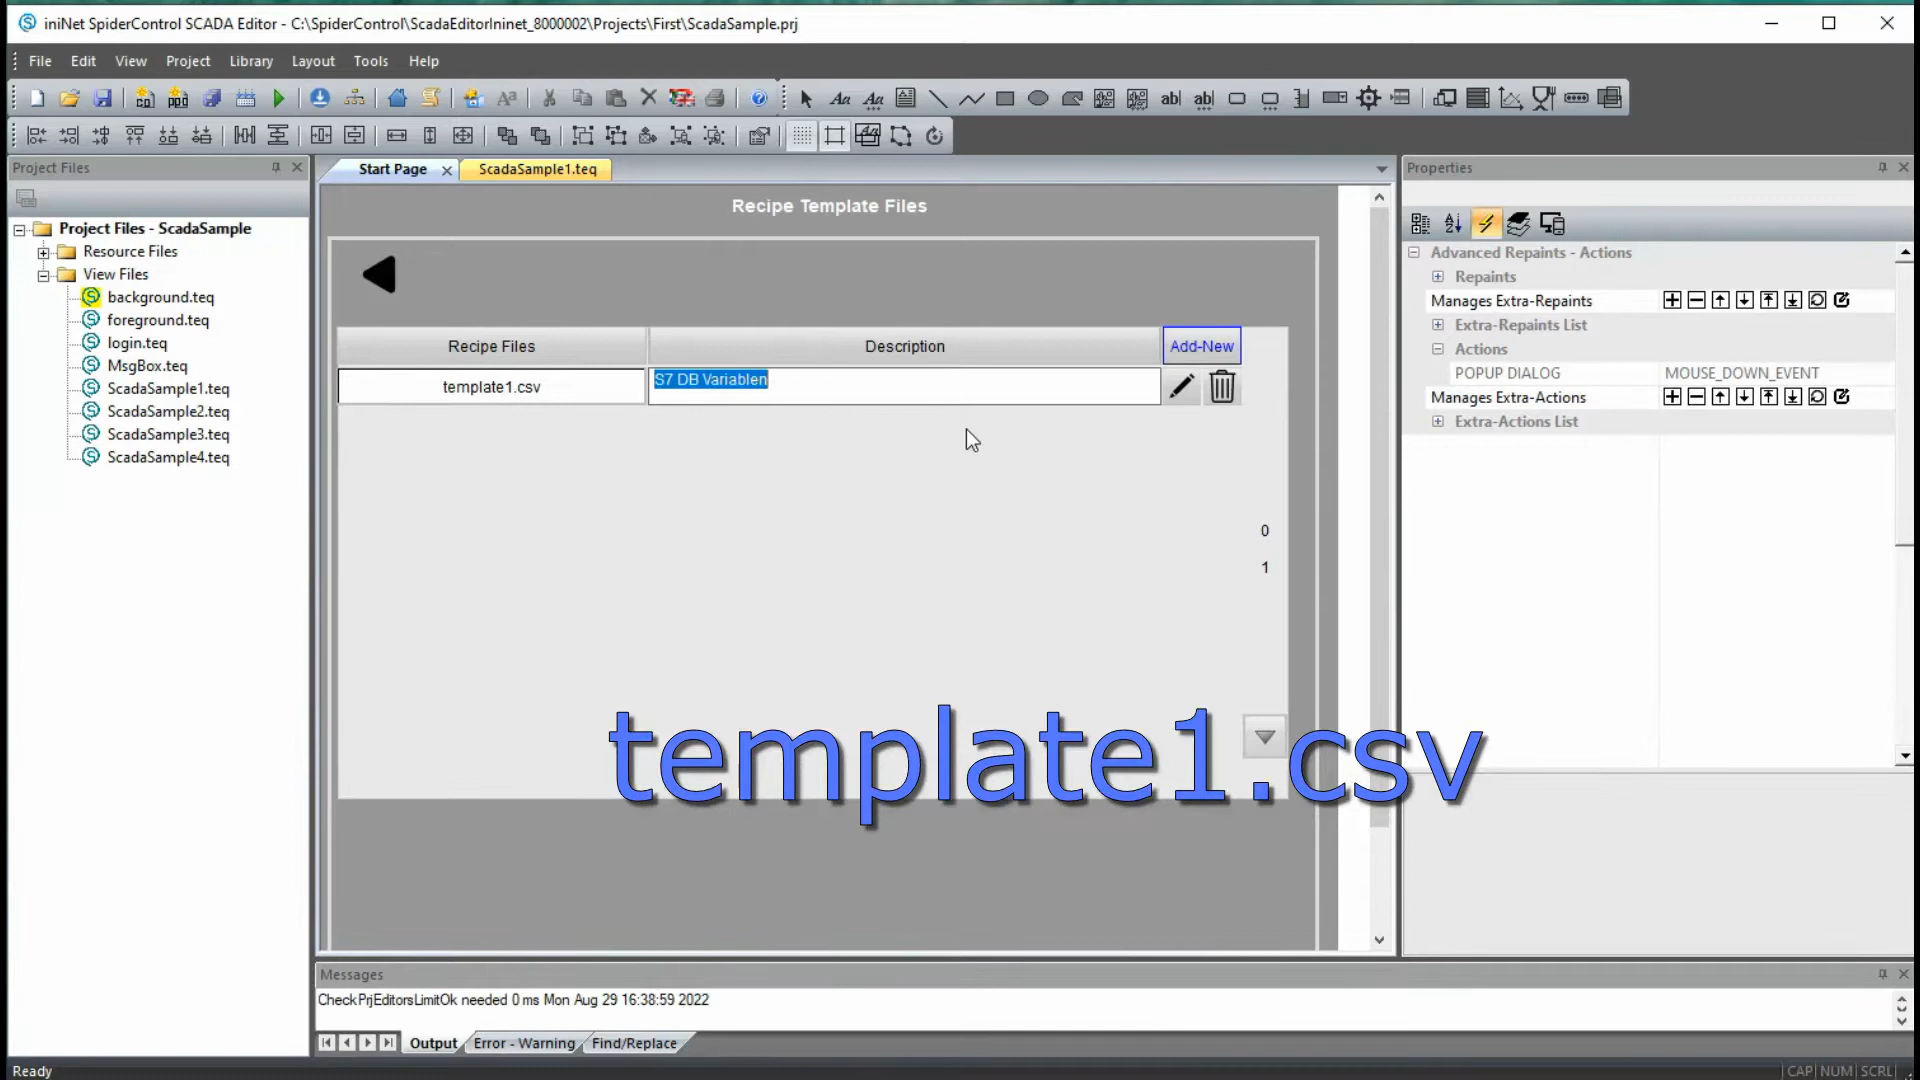 iniNet SpiderControl SCADA Editor - C:\SpiderControl\ScadaEditorIninet_8000002\Projects\First\ScadaSample.prj
File Edit View Project Library Layout Tools Help
Project Files
Project Files - ScadaSample
Resource Files
View Files
background.teq
foreground.teq
login.teq
MsgBox.teq
ScadaSample1.teq
ScadaSample2.teq
ScadaSample3.teq
ScadaSample4.teq
Start Page
ScadaSample1.teq
Recipe Template Files
Recipe Files Description Add-New
template1.csv S7 DB Variablen
0
1
template1.csv
Properties
Advanced Repaints - Actions
Repaints
Manages Extra-Repaints
Extra-Repaints List
Actions
POPUP DIALOG MOUSE_DOWN_EVENT
Manages Extra-Actions
Extra-Actions List
Messages
CheckPrjEditorsLimitOk needed 0 ms Mon Aug 29 16:38:59 2022
Output Error - Warning Find/Replace
Ready
CAP NUM SCRL